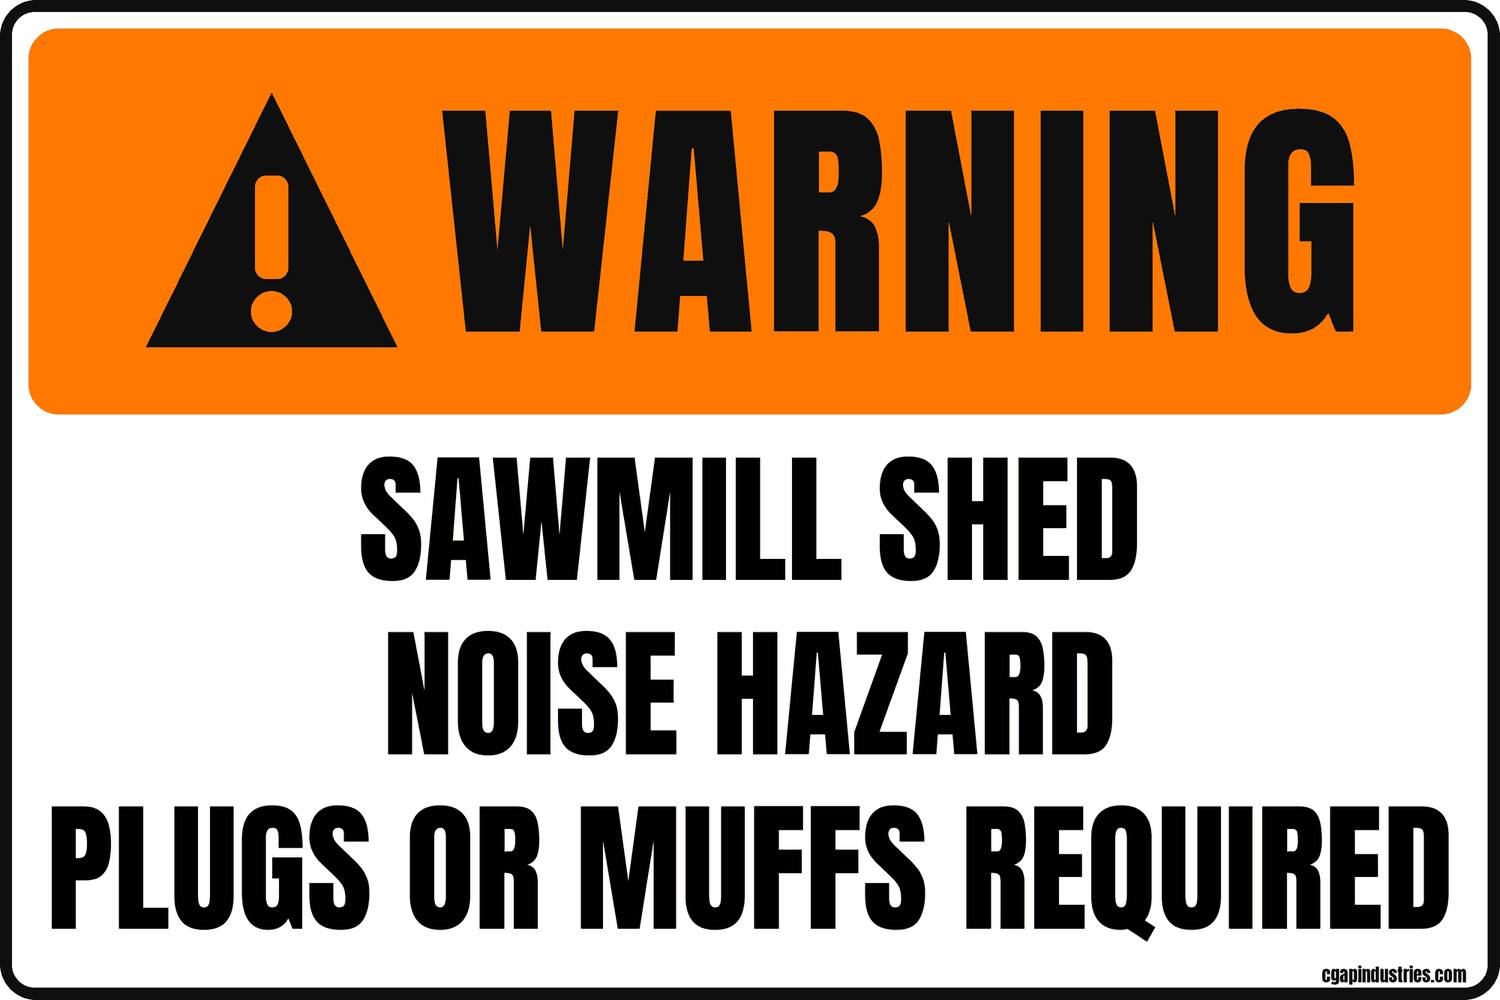 WARNING
SAWMILL SHED
NOISE HAZARD
PLUGS OR MUFFS REQUIRED
cgapindustries.com